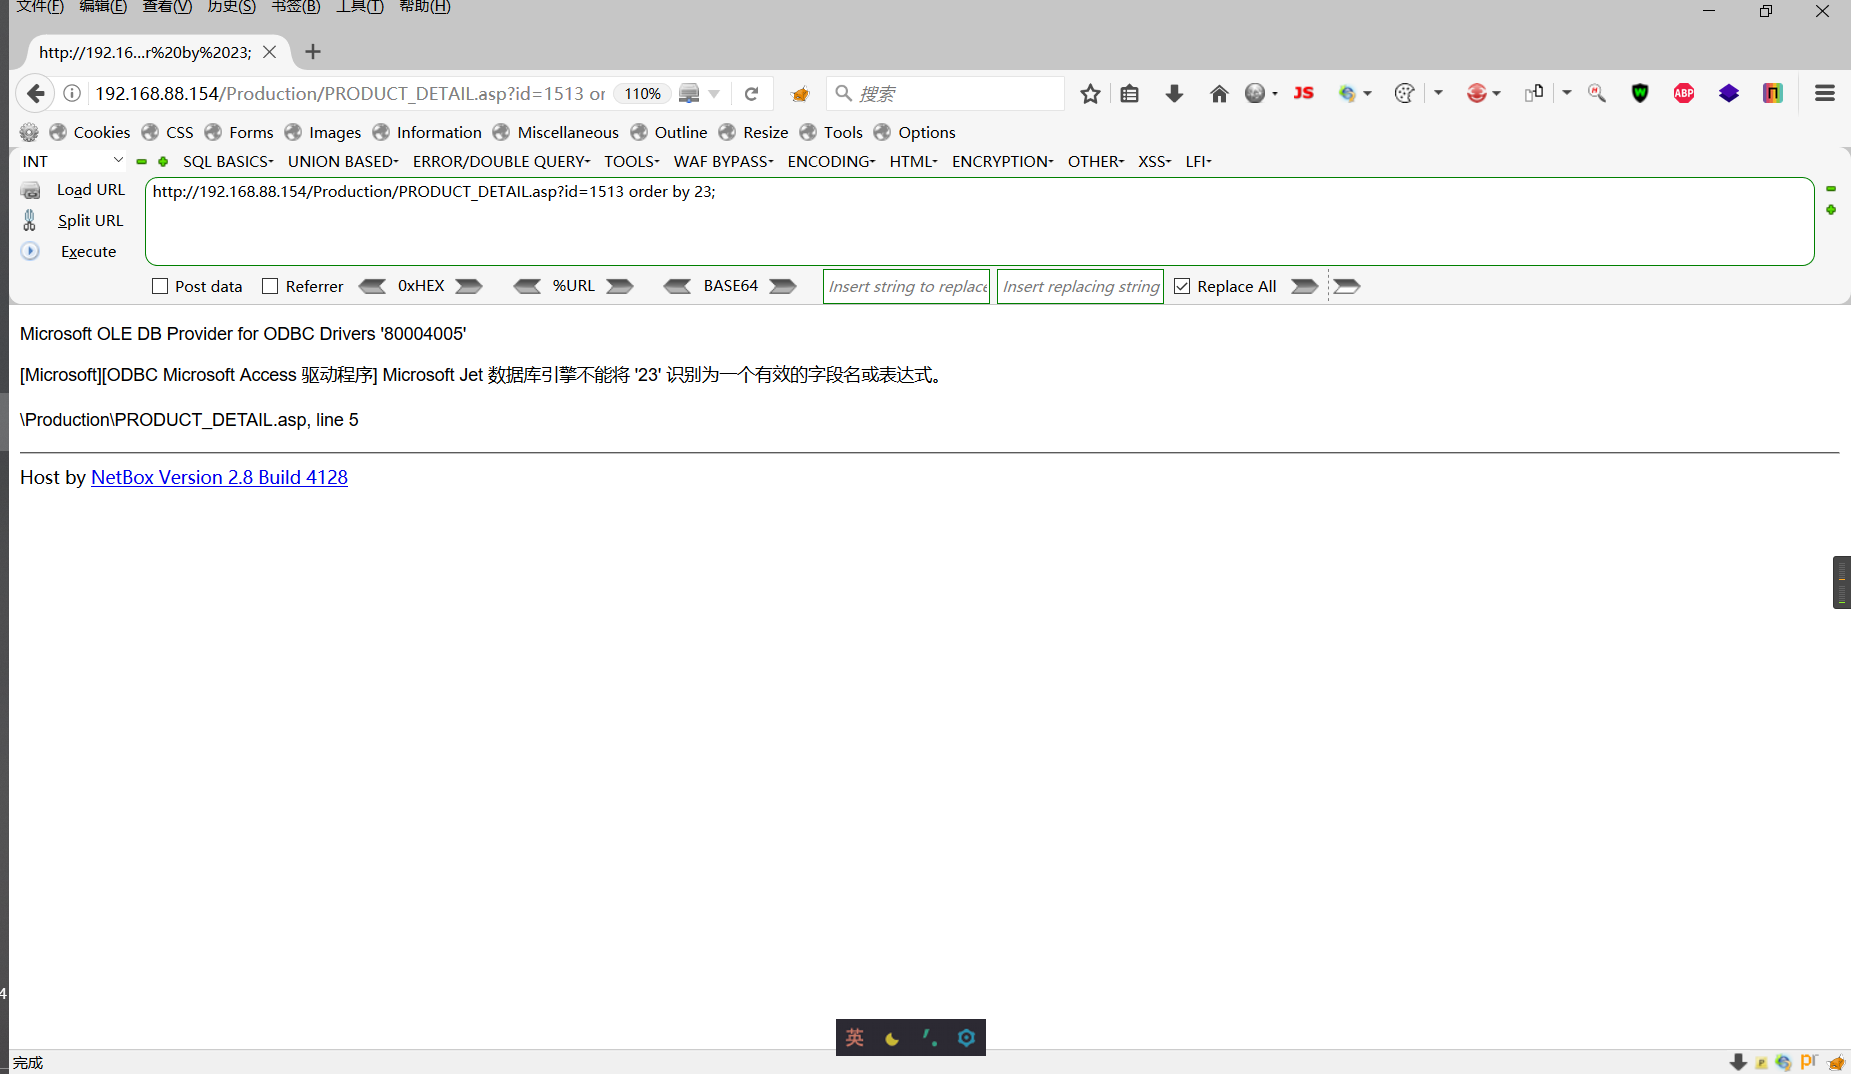 文件(F) 编辑(E) 查看(V) 历史(S) 书签(B) 工具(T) 帮助(H)
http://192.16...r%20by%2023;
192.168.88.154/Production/PRODUCT_DETAIL.asp?id=1513 or 110% 搜索 JS ABP
Cookies CSS Forms Images Information Miscellaneous Outline Resize Tools Options
INT SQL BASICS UNION BASED ERROR/DOUBLE QUERY TOOLS WAF BYPASS ENCODING HTML ENCRYPTION OTHER XSS LFI
Load URL
http://192.168.88.154/Production/PRODUCT_DETAIL.asp?id=1513 order by 23;
Split URL
Execute
Post data Referrer 0xHEX %URL BASE64 Insert string to replace Insert replacing string Replace All
Microsoft OLE DB Provider for ODBC Drivers '80004005'
[Microsoft][ODBC Microsoft Access 驱动程序] Microsoft Jet 数据库引擎不能将 '23' 识别为一个有效的字段名或表达式。
\Production\PRODUCT_DETAIL.asp, line 5
Host by NetBox Version 2.8 Build 4128
4
英
完成
pr